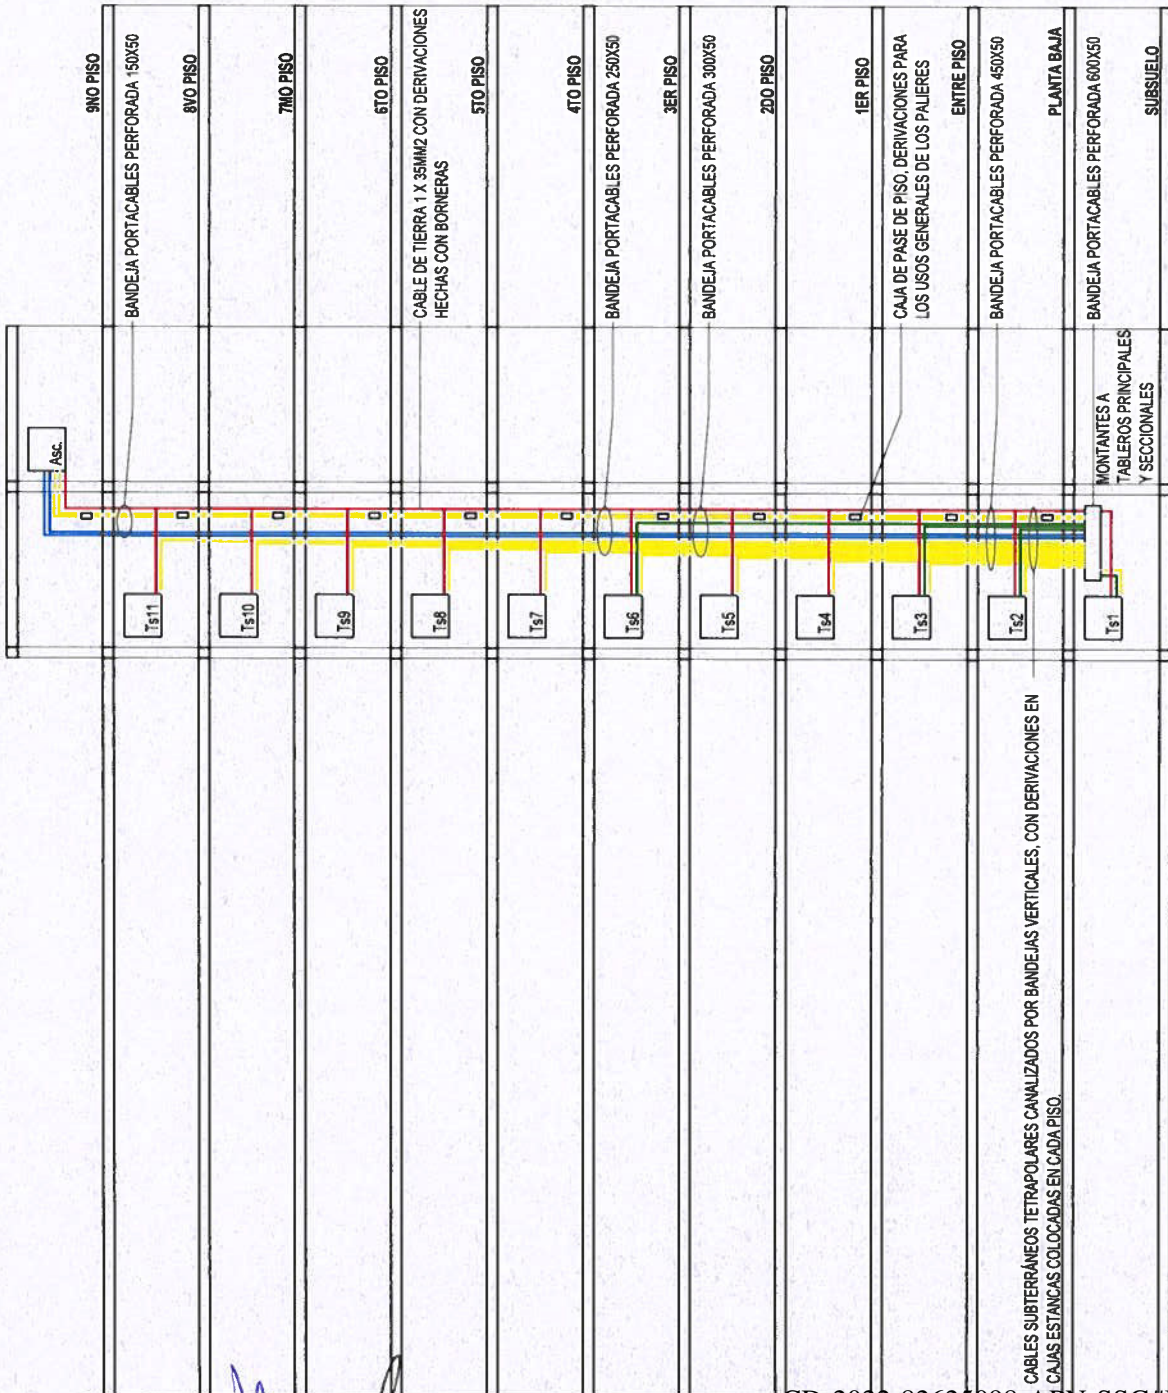 9NO PISO
BANDEJA PORTACABLES PERFORADA 150X50
8VO PISO
7MO PISO
6TO PISO
CABLE DE TIERRA 1 X 35MM2 CON DERIVACIONES
HECHAS CON BORNERAS
5TO PISO
4TO PISO
BANDEJA PORTACABLES PERFORADA 250X50
3ER PISO
BANDEJA PORTACABLES PERFORADA 300X50
2DO PISO
1ER PISO
CAJA DE PASE DE PISO, DERIVACIONES PARA
LOS USOS GENERALES DE LOS PALIERES
ENTRE PISO
BANDEJA PORTACABLES PERFORADA 450X50
PLANTA BAJA
BANDEJA PORTACABLES PERFORADA 600X50
SUBSUELO
MONTANTES A
TABLEROS PRINCIPALES
Y SECCIONALES
Asc.
Ts11
Ts10
Ts9
Ts8
Ts7
Ts6
Ts5
Ts4
Ts3
Ts2
Ts1
CABLES SUBTERRÁNEOS TETRAPOLARES CANALIZADOS POR BANDEJAS VERTICALES, CON DERIVACIONES EN
CAJAS ESTANCAS COLOCADAS EN CADA PISO.